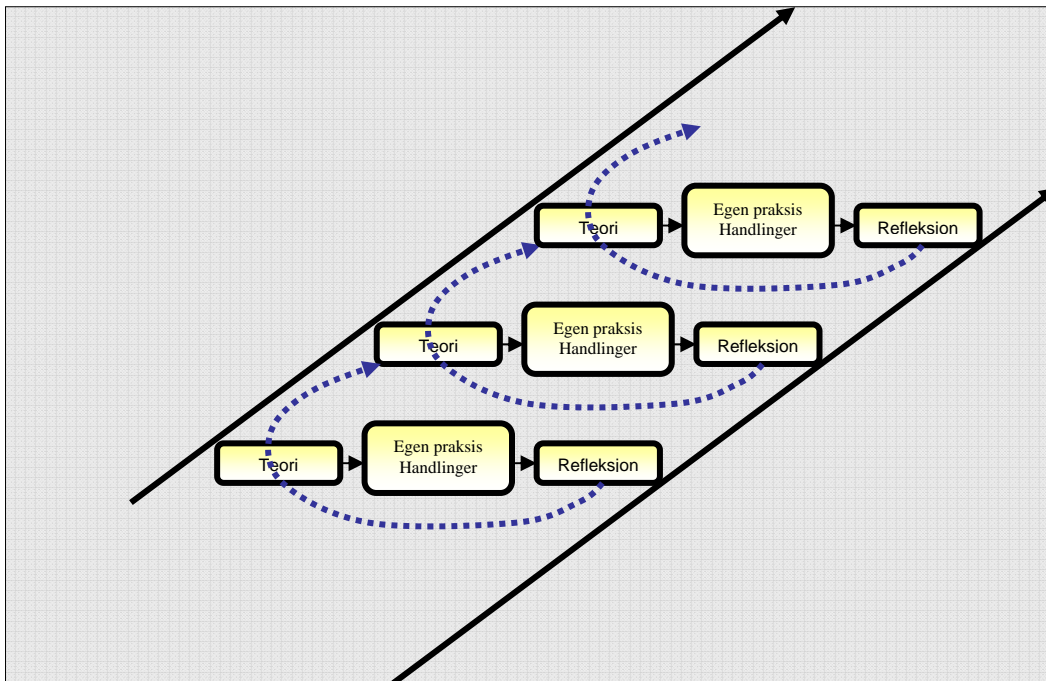 Teori
Egen praksis
Handlinger
Refleksion
Teori
Egen praksis
Handlinger
Refleksion
Teori
Egen praksis
Handlinger
Refleksion